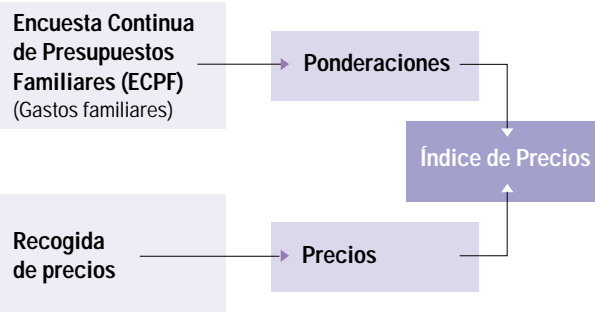 Encuesta Continua
de Presupuestos
Familiares (ECPF)
(Gastos familiares)
Ponderaciones
Índice de Precios
Recogida
de precios
Precios